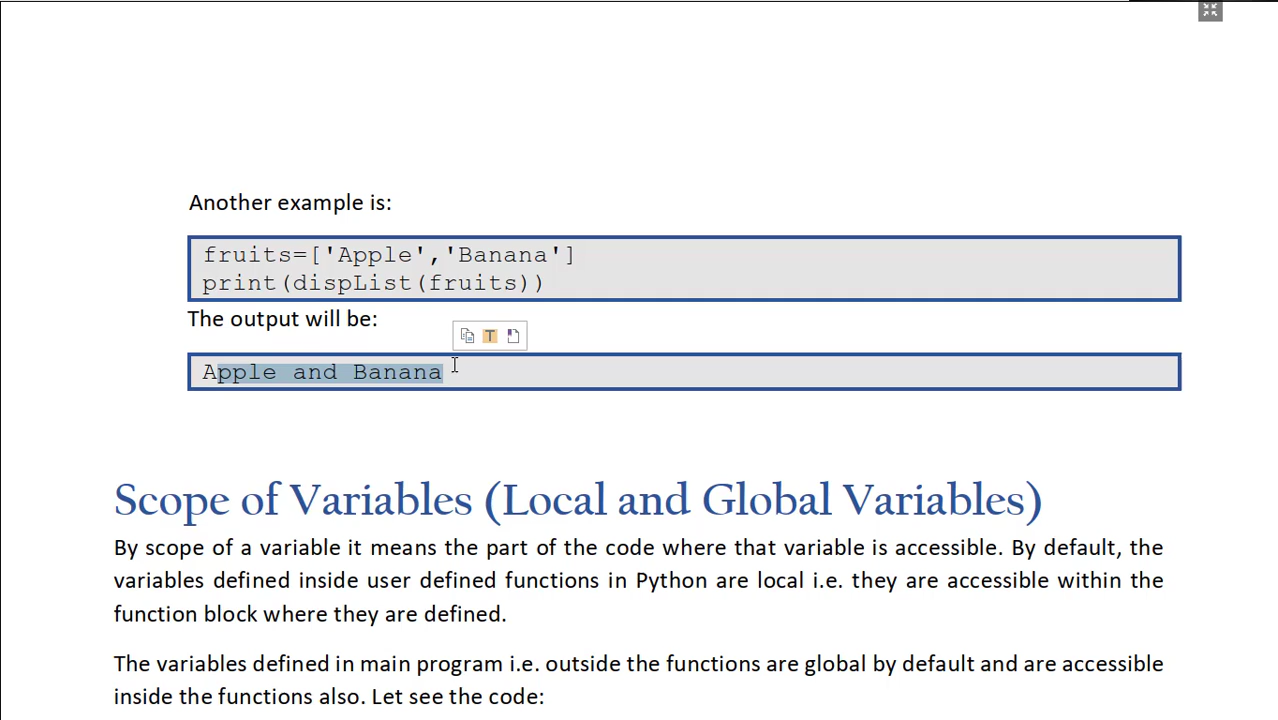 Another example is:
fruits=['Apple','Banana']
print(dispList(fruits))
The output will be:
Apple and Banana
Scope of Variables (Local and Global Variables)
By scope of a variable it means the part of the code where that variable is accessible. By default, the
variables defined inside user defined functions in Python are local i.e. they are accessible within the
function block where they are defined.
The variables defined in main program i.e. outside the functions are global by default and are accessible
inside the functions also. Let see the code: